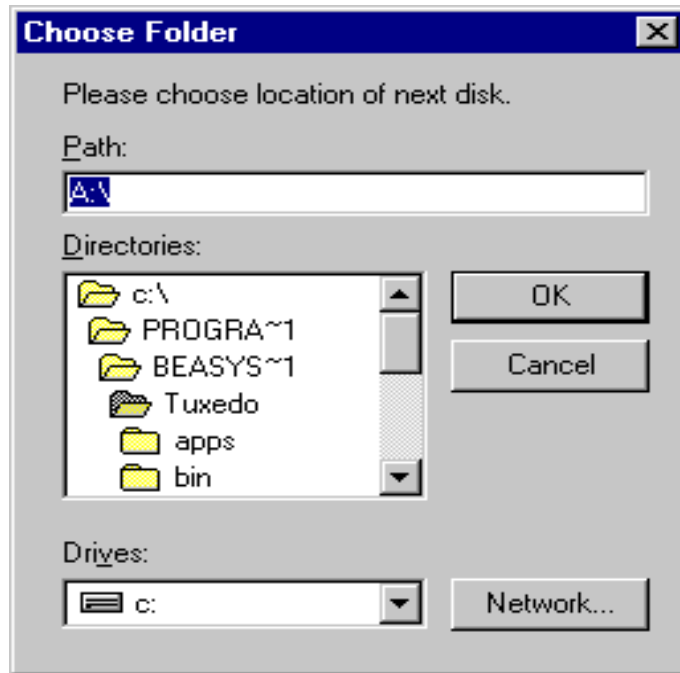 Choose Folder
Please choose location of next disk.
Path:
A:\
Directories:
c:\
PROGRA~1
BEASYS~1
Tuxedo
apps
bin
OK
Cancel
Drives:
c:
Network...